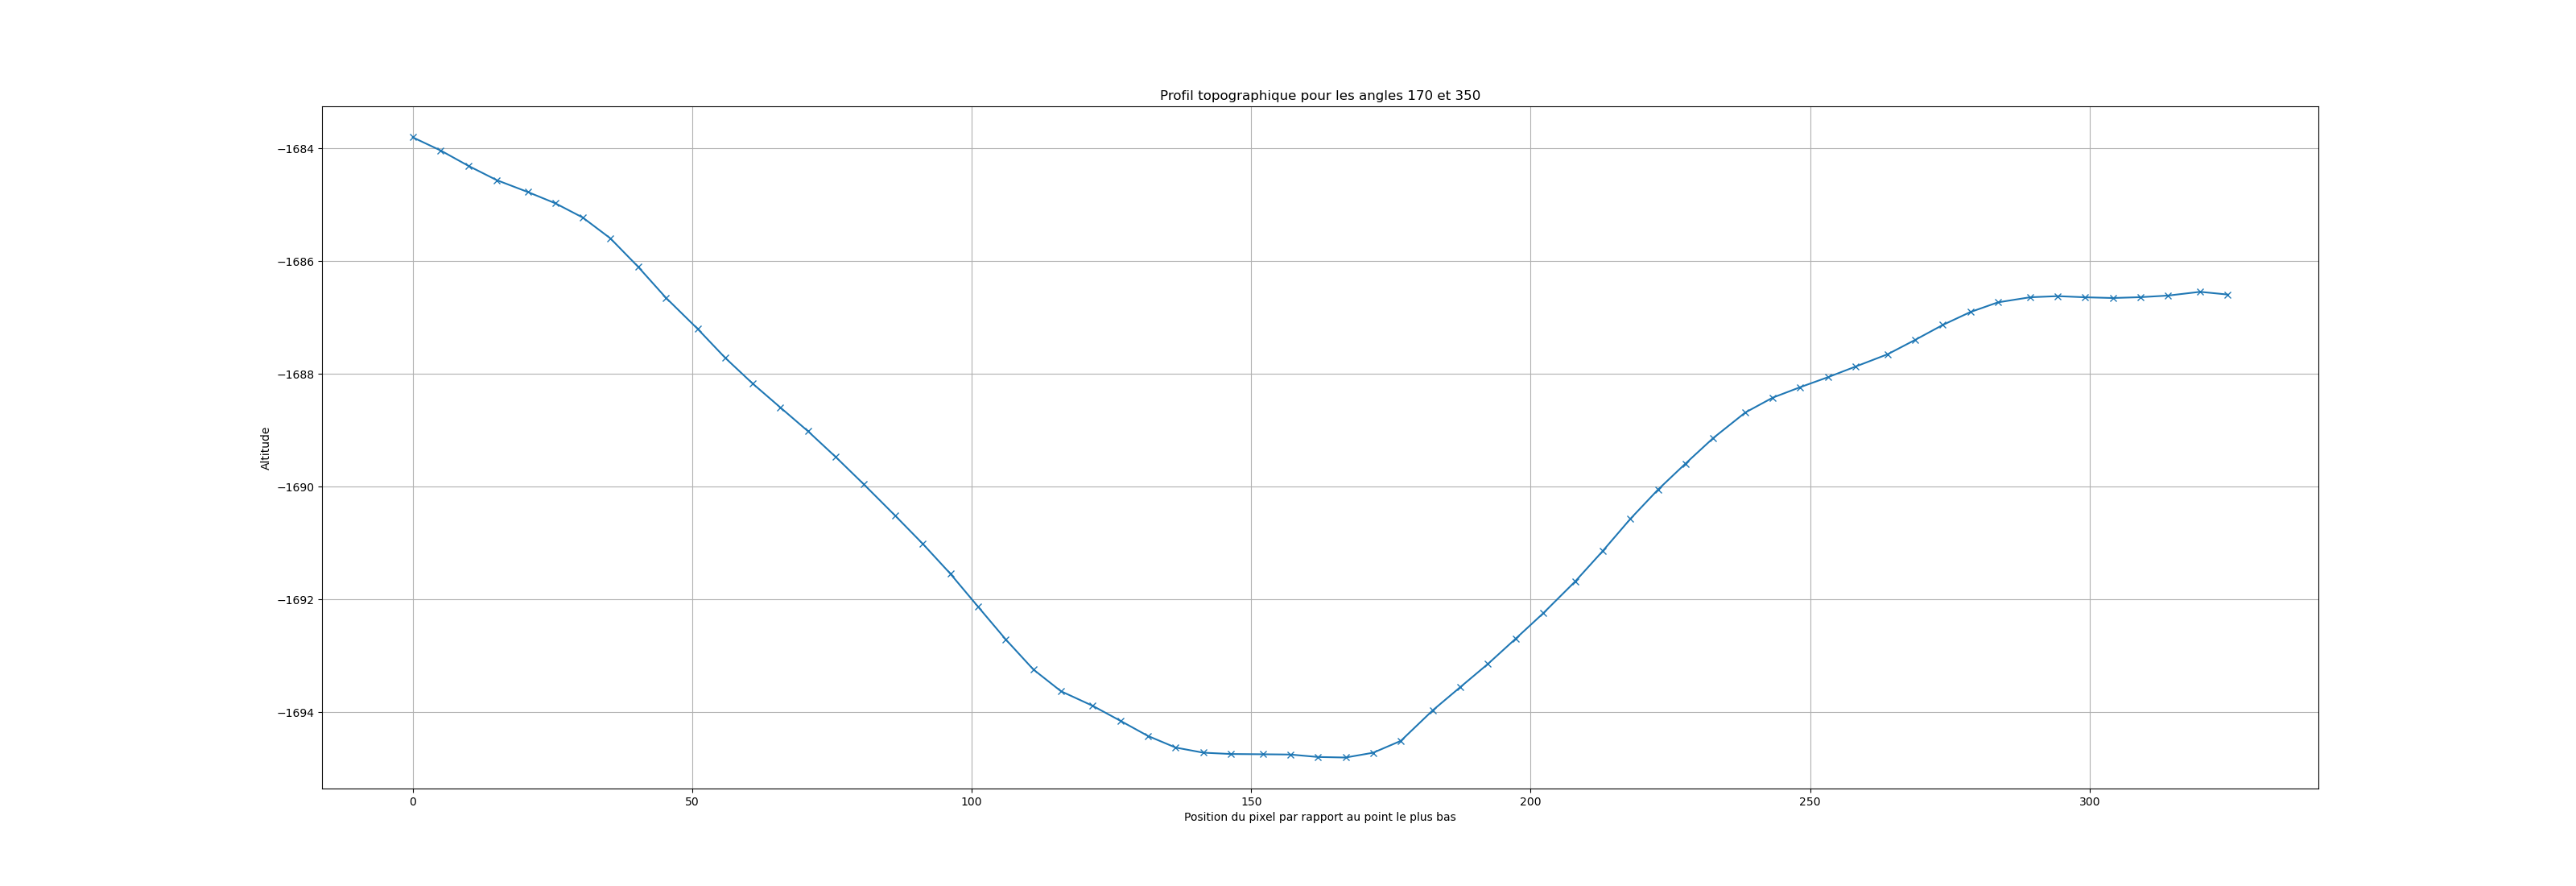 Profil topographique pour les angles 170 et 350
−1684
−1686
−1688
−1690
−1692
−1694
Altitude
0 50 100 150 200 250 300
Position du pixel par rapport au point le plus bas